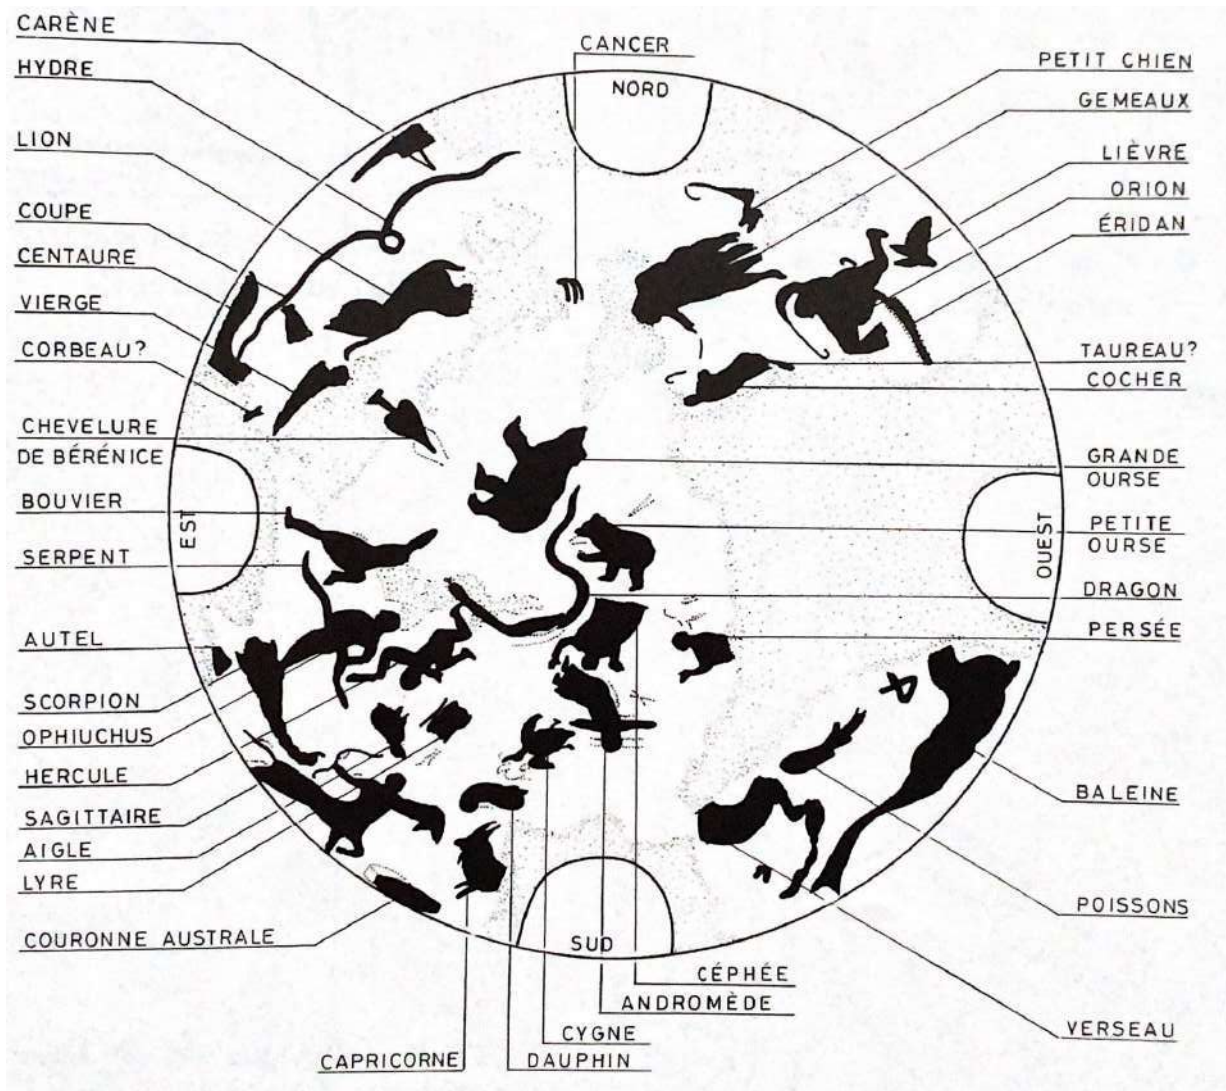 CARÈNE
HYDRE
LION
COUPE
CENTAURE
VIERGE
CORBEAU?
CHEVELURE
DE BÉRÉNICE
BOUVIER
SERPENT
AUTEL
SCORPION
OPHIUCHUS
HERCULE
SAGITTAIRE
AIGLE
LYRE
COURONNE AUSTRALE
CANCER
NORD
EST
OUEST
SUD
PETIT CHIEN
GEMEAUX
LIÈVRE
ORION
ÉRIDAN
TAUREAU?
COCHER
GRANDE
OURSE
PETITE
OURSE
DRAGON
PERSÉE
BALEINE
POISSONS
VERSEAU
CÉPHÉE
ANDROMÈDE
CYGNE
DAUPHIN
CAPRICORNE